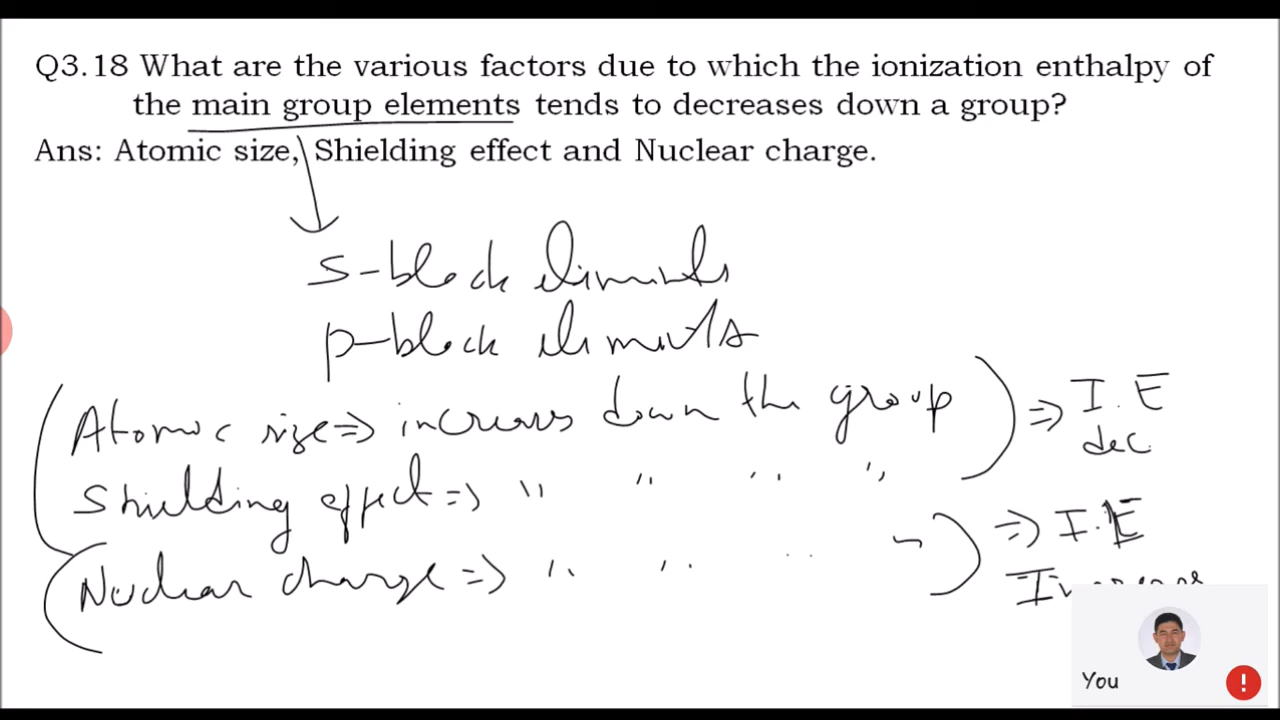 Q3.18 What are the various factors due to which the ionization enthalpy of
the main group elements tends to decreases down a group?
Ans: Atomic size, Shielding effect and Nuclear charge.
s-block elements
p-block elements
Atomic size => increases down the group => I.E
dec.
Shielding effect => " " " "
Nuclear charge => " " " " => I.E
Increases
You
!